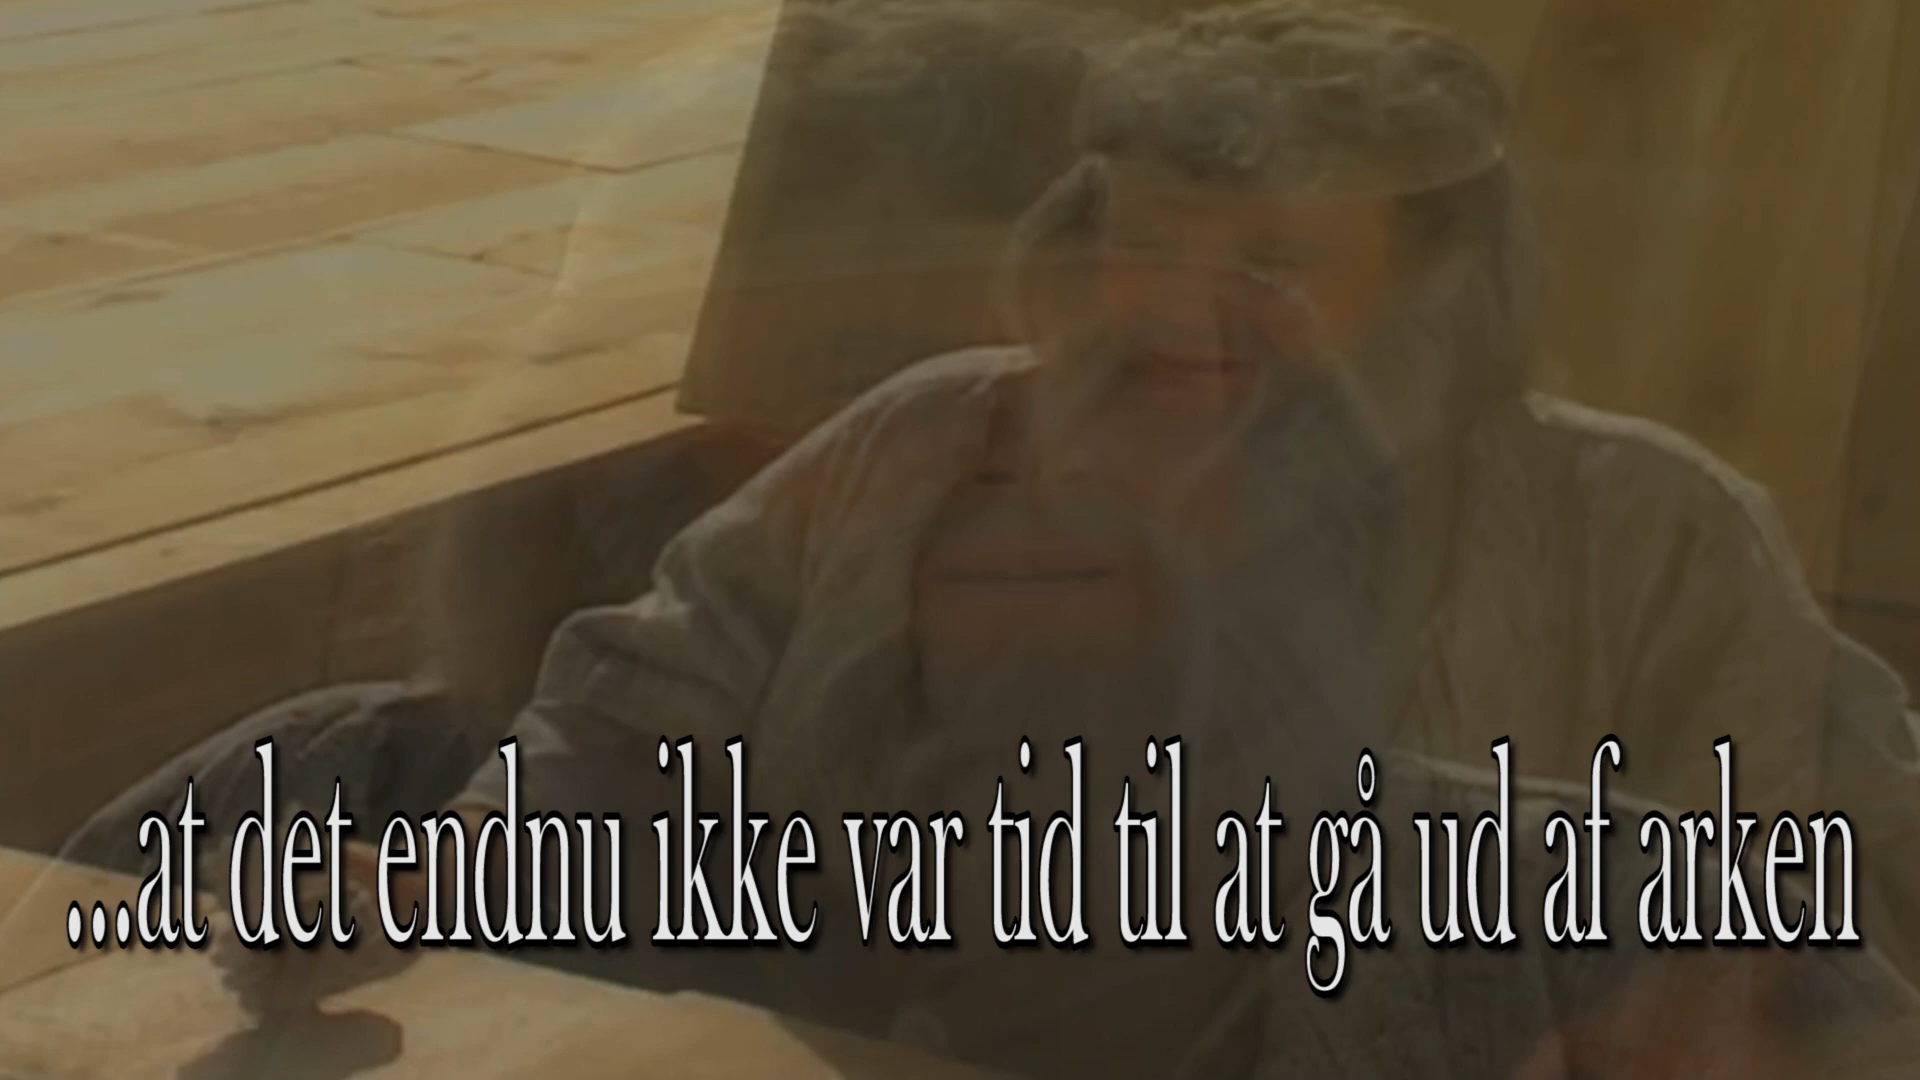 ...at det endnu ikke var tid til at gå ud af arken